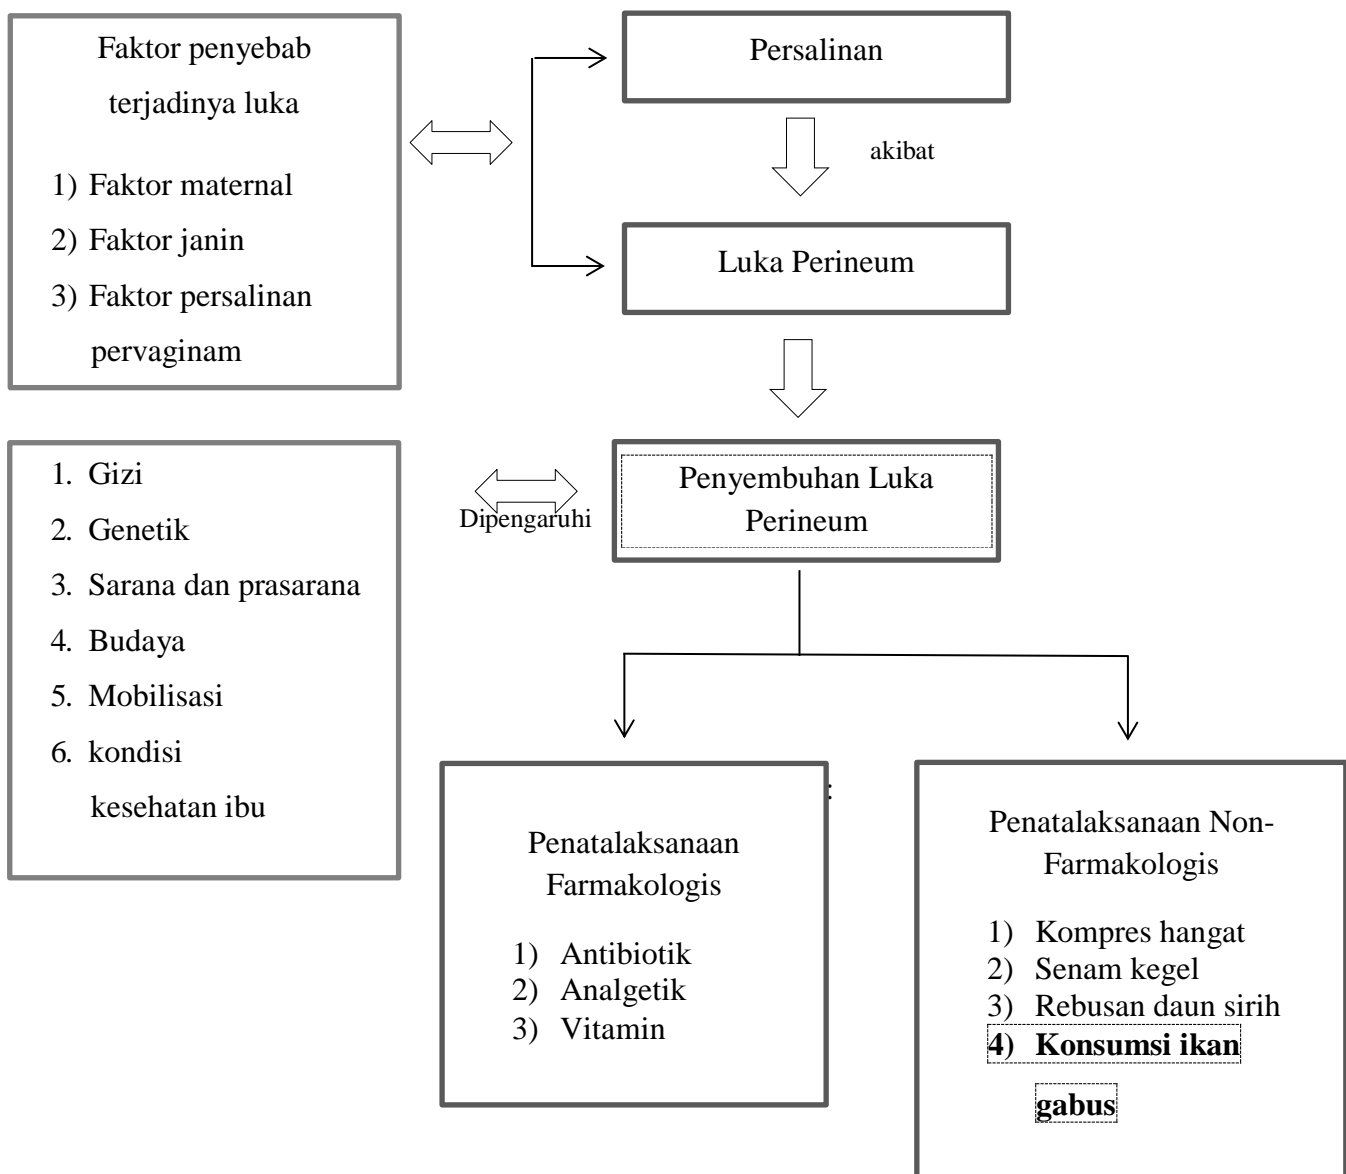 Faktor penyebab
terjadinya luka
1) Faktor maternal
2) Faktor janin
3) Faktor persalinan
pervaginam
Persalinan
akibat
Luka Perineum
1. Gizi
2. Genetik
3. Sarana dan prasarana
4. Budaya
5. Mobilisasi
6. kondisi
kesehatan ibu
Dipengaruhi
Penyembuhan Luka
Perineum
:
Penatalaksanaan
Farmakologis
1) Antibiotik
2) Analgetik
3) Vitamin
Penatalaksanaan Non-
Farmakologis
1) Kompres hangat
2) Senam kegel
3) Rebusan daun sirih
4) Konsumsi ikan
gabus